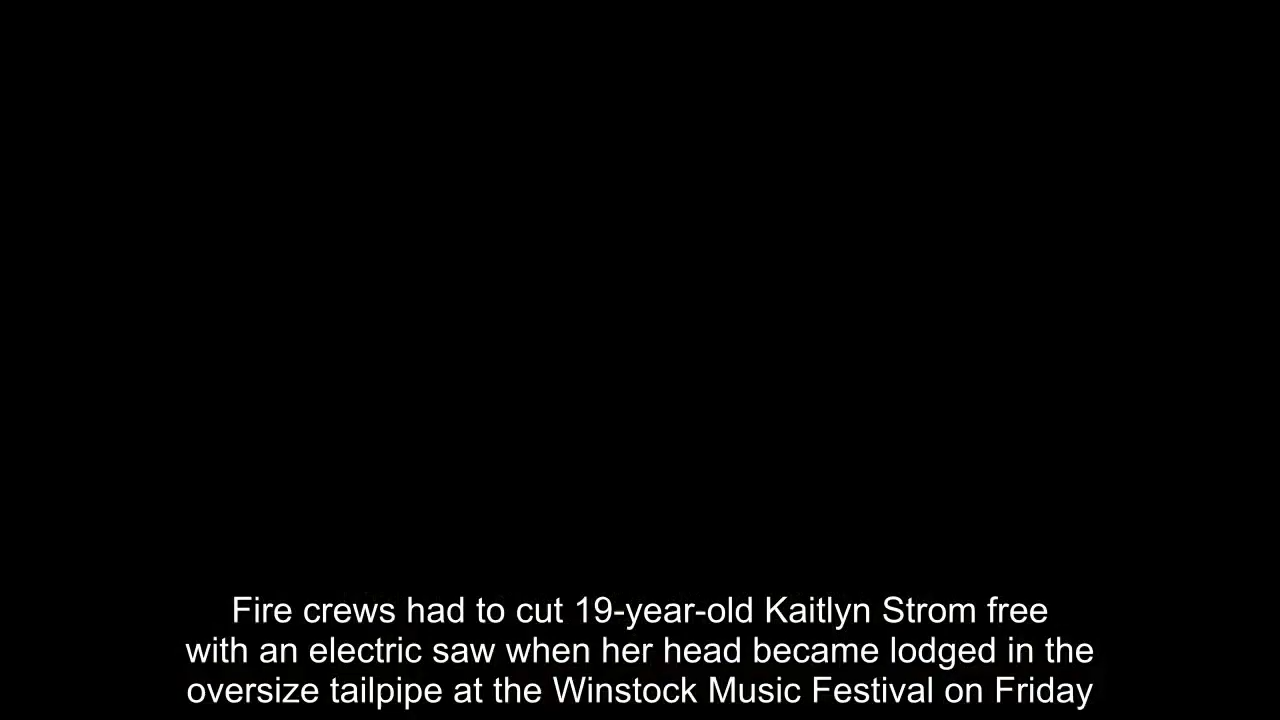 Fire crews had to cut 19-year-old Kaitlyn Strom free
with an electric saw when her head became lodged in the
oversize tailpipe at the Winstock Music Festival on Friday